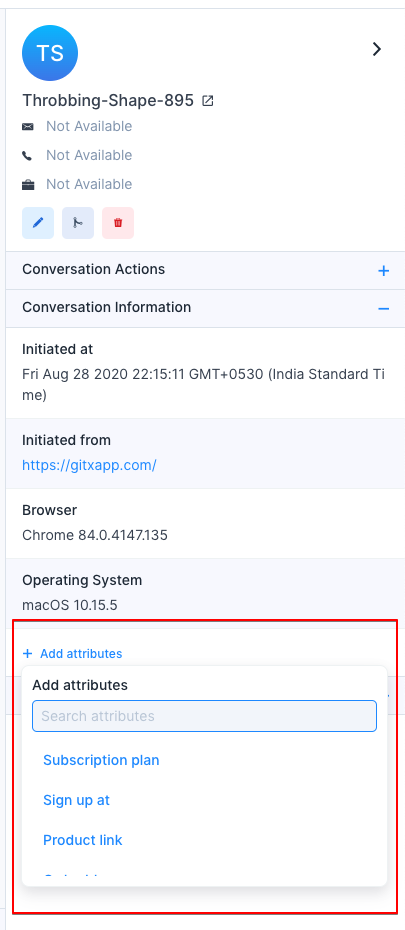 TS
Throbbing-Shape-895
Not Available
Not Available
Not Available
Conversation Actions
Conversation Information
Initiated at
Fri Aug 28 2020 22:15:11 GMT+0530 (India Standard Ti
me)
Initiated from
https://gitxapp.com/
Browser
Chrome 84.0.4147.135
Operating System
macOS 10.15.5
+ Add attributes
Add attributes
Search attributes
Subscription plan
Sign up at
Product link